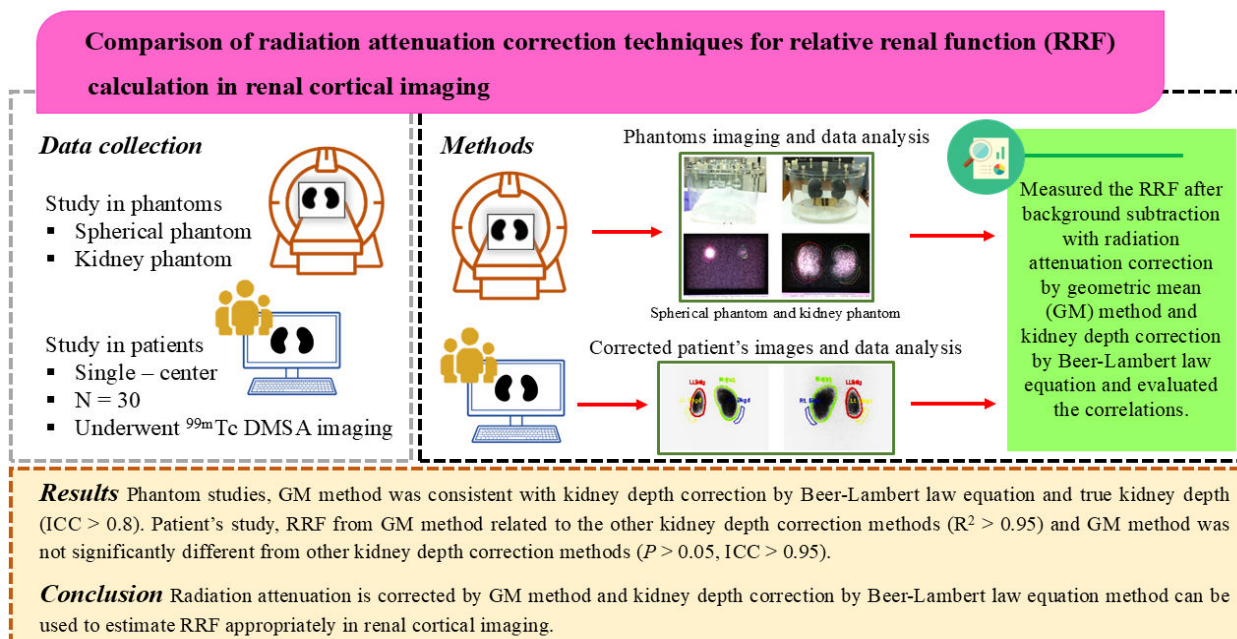 Comparison of radiation attenuation correction techniques for relative renal function (RRF)
calculation in renal cortical imaging
Data collection
Study in phantoms
▪ Spherical phantom
▪ Kidney phantom
Study in patients
▪ Single – center
▪ N = 30
▪ Underwent ⁹⁹ᵐTc DMSA imaging
Methods
Phantoms imaging and data analysis
Spherical phantom and kidney phantom
Corrected patient's images and data analysis
Measured the RRF after
background subtraction
with radiation
attenuation correction
by geometric mean
(GM) method and
kidney depth correction
by Beer-Lambert law
equation and evaluated
the correlations.
Results Phantom studies, GM method was consistent with kidney depth correction by Beer-Lambert law equation and true kidney depth
(ICC > 0.8). Patient's study, RRF from GM method related to the other kidney depth correction methods (R² > 0.95) and GM method was
not significantly different from other kidney depth correction methods (P > 0.05, ICC > 0.95).
Conclusion Radiation attenuation is corrected by GM method and kidney depth correction by Beer-Lambert law equation method can be
used to estimate RRF appropriately in renal cortical imaging.